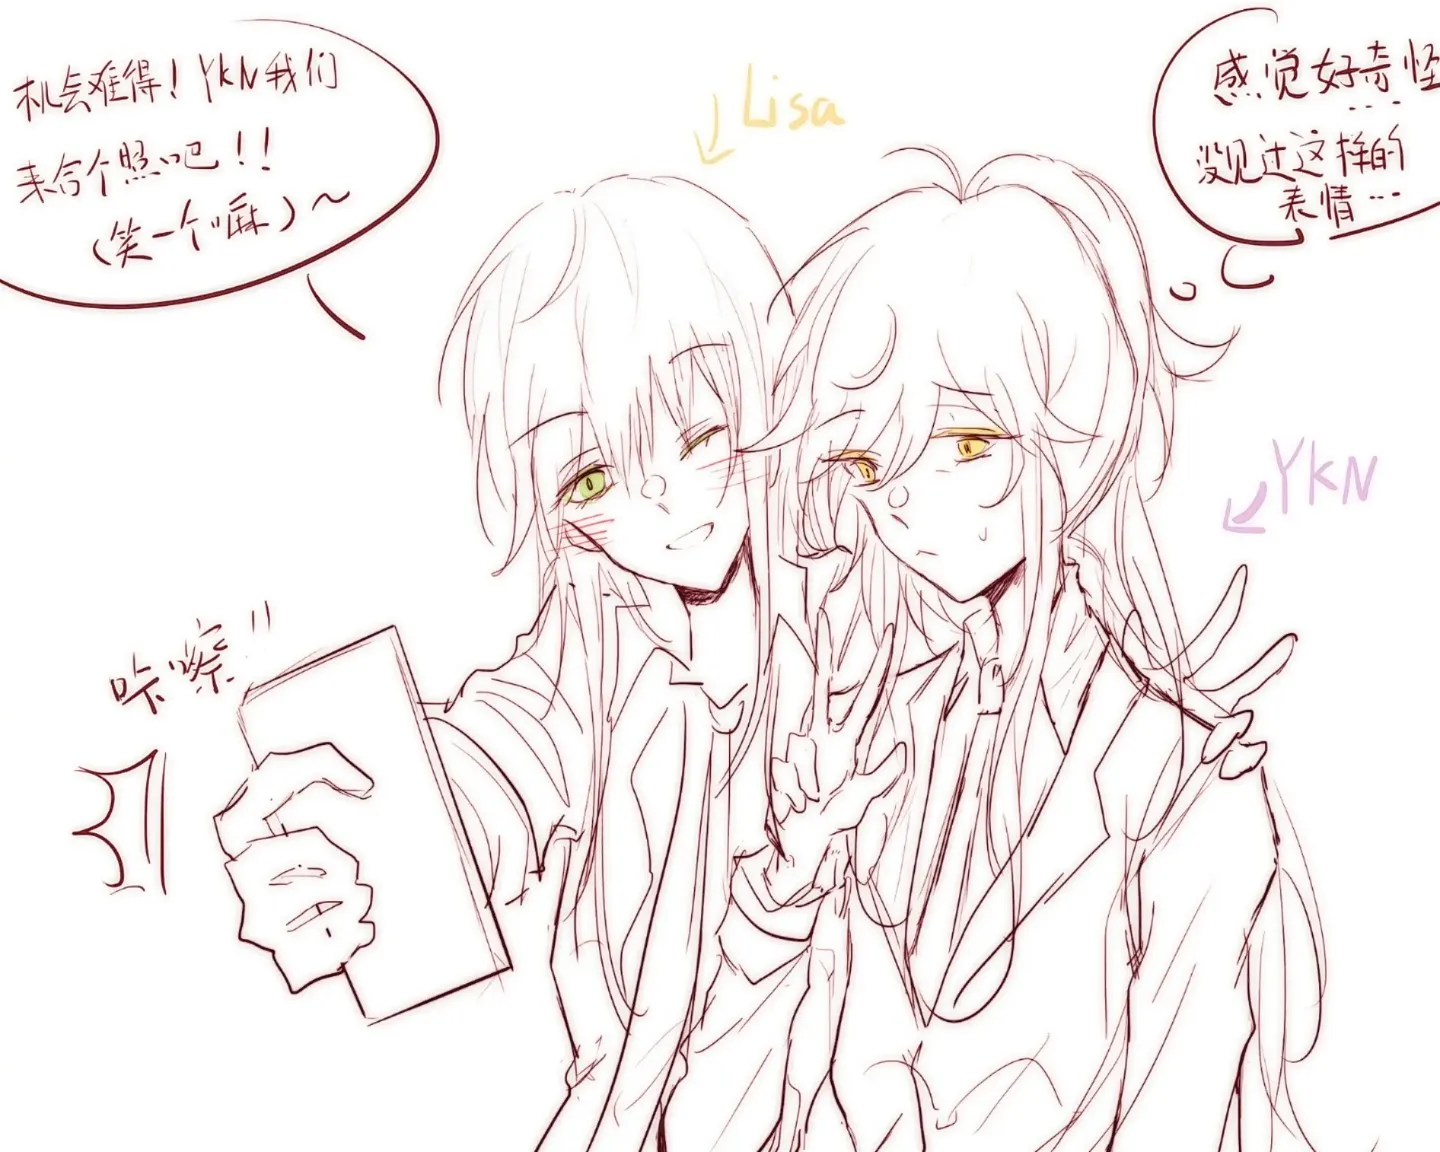 机会难得！YKN我们
来合个照吧！！
（笑一个嘛）～
Lisa
感觉好奇怪
...
没见过这样的
表情...
YKN
咔嚓